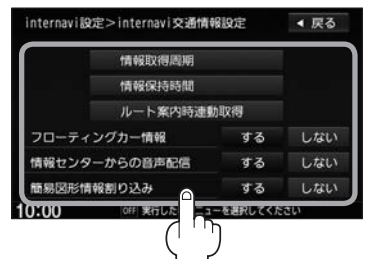 internavi設定>internavi交通情報設定 ◀ 戻る
情報取得周期
情報保持時間
ルート案内時連動取得
フローティングカー情報 する しない
情報センターからの音声配信 する しない
簡易図形情報割り込み する しない
10:00 OFF 実行した ニューを選択してください